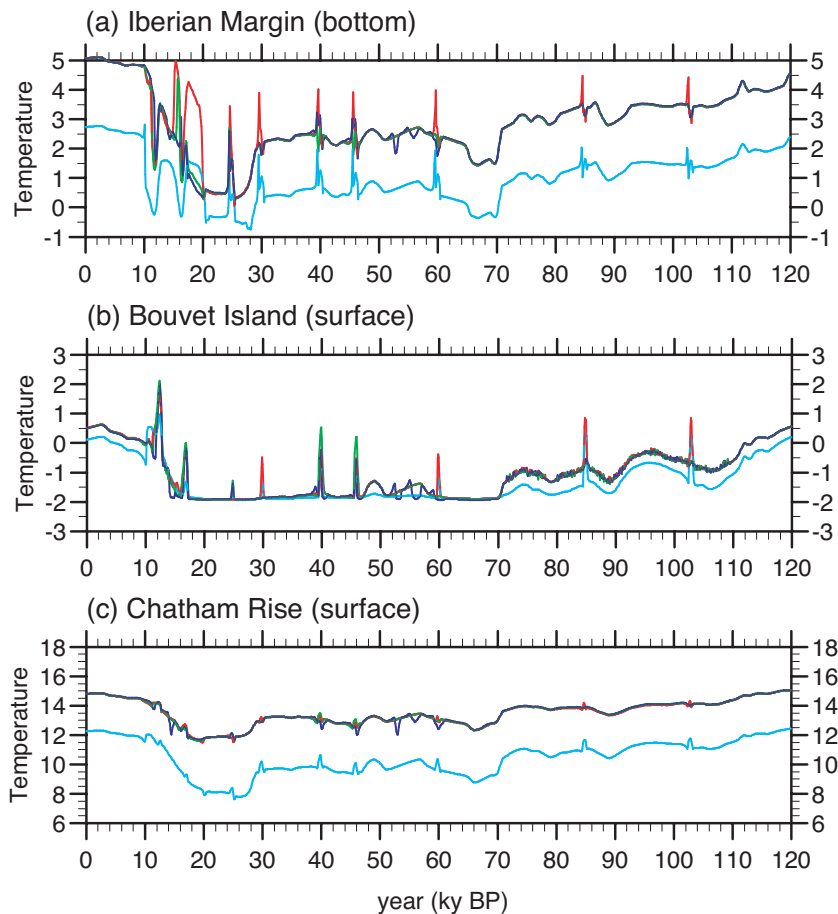 (a) Iberian Margin (bottom)
5 5
4 4
3 3
2 2
1 1
0 0
-1 -1
Temperature
0 10 20 30 40 50 60 70 80 90 100 110 120
(b) Bouvet Island (surface)
3 3
2 2
1 1
0 0
-1 -1
-2 -2
-3 -3
Temperature
0 10 20 30 40 50 60 70 80 90 100 110 120
(c) Chatham Rise (surface)
18 18
16 16
14 14
12 12
10 10
8 8
6 6
Temperature
0 10 20 30 40 50 60 70 80 90 100 110 120
year (ky BP)